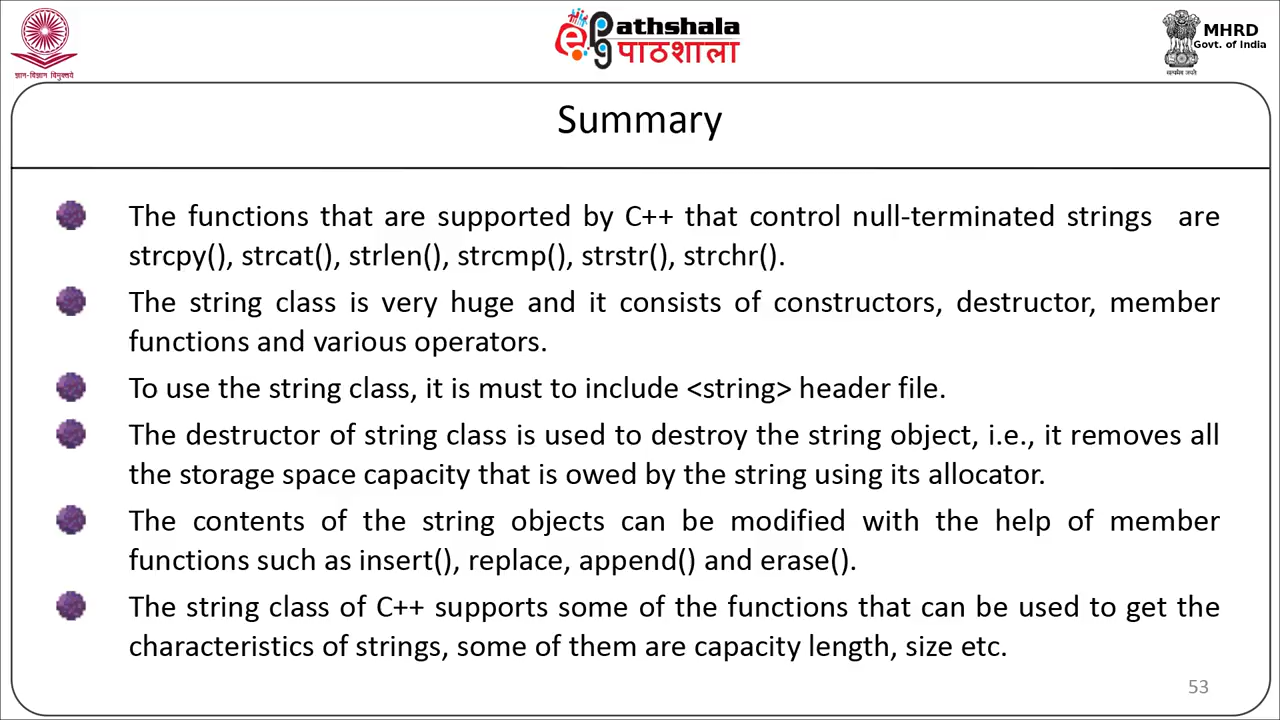 ज्ञान-विज्ञान विमुक्तये
ePathshala
पाठशाला
सत्यमेव जयते
MHRD
Govt. of India
Summary
The functions that are supported by C++ that control null-terminated strings are
strcpy(), strcat(), strlen(), strcmp(), strstr(), strchr().
The string class is very huge and it consists of constructors, destructor, member
functions and various operators.
To use the string class, it is must to include <string> header file.
The destructor of string class is used to destroy the string object, i.e., it removes all
the storage space capacity that is owed by the string using its allocator.
The contents of the string objects can be modified with the help of member
functions such as insert(), replace, append() and erase().
The string class of C++ supports some of the functions that can be used to get the
characteristics of strings, some of them are capacity length, size etc.
53